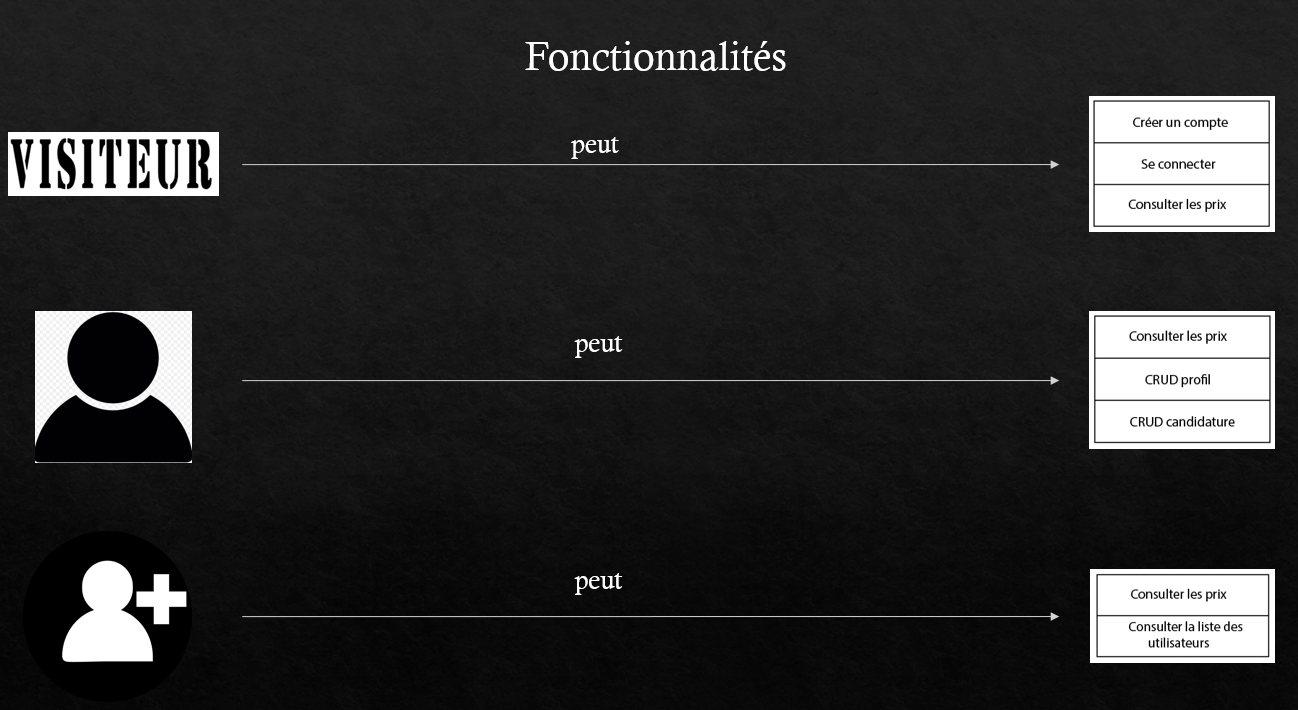 Fonctionnalités
VISITEUR
peut
Créer un compte
Se connecter
Consulter les prix
peut
Consulter les prix
CRUD profil
CRUD candidature
peut
Consulter les prix
Consulter la liste des
utilisateurs